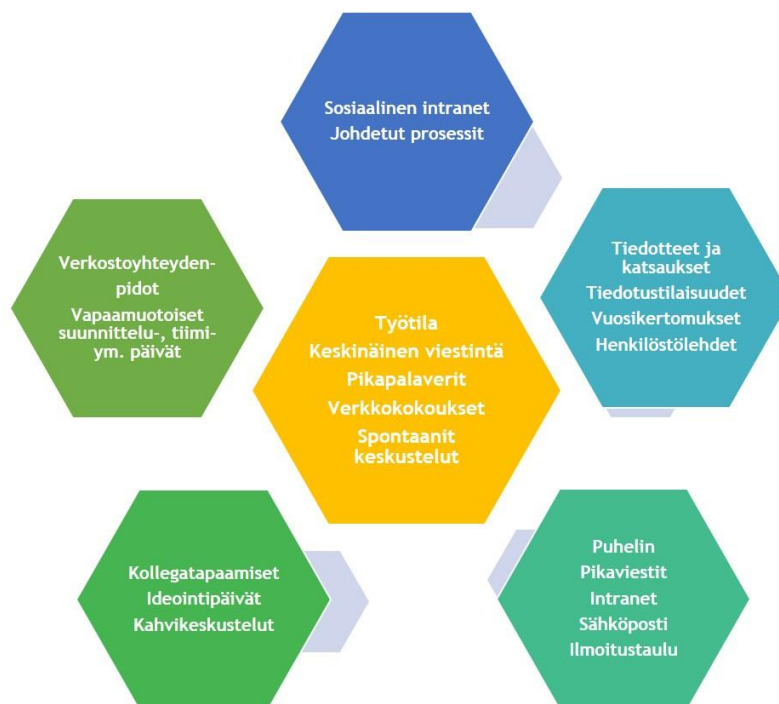 Sosiaalinen intranet
Johdetut prosessit
Verkostoyhteyden-
pidot
Vapaamuotoiset
suunnittelu-, tiimi-
ym. päivät
Tiedotteet ja
katsaukset
Tiedotustilaisuudet
Vuosikertomukset
Henkilöstölehdet
Työtila
Keskinäinen viestintä
Pikapalaverit
Verkkokokoukset
Spontaanit
keskustelut
Kollegatapaamiset
Ideointipäivät
Kahvikeskustelut
Puhelin
Pikaviestit
Intranet
Sähköposti
Ilmoitustaulu